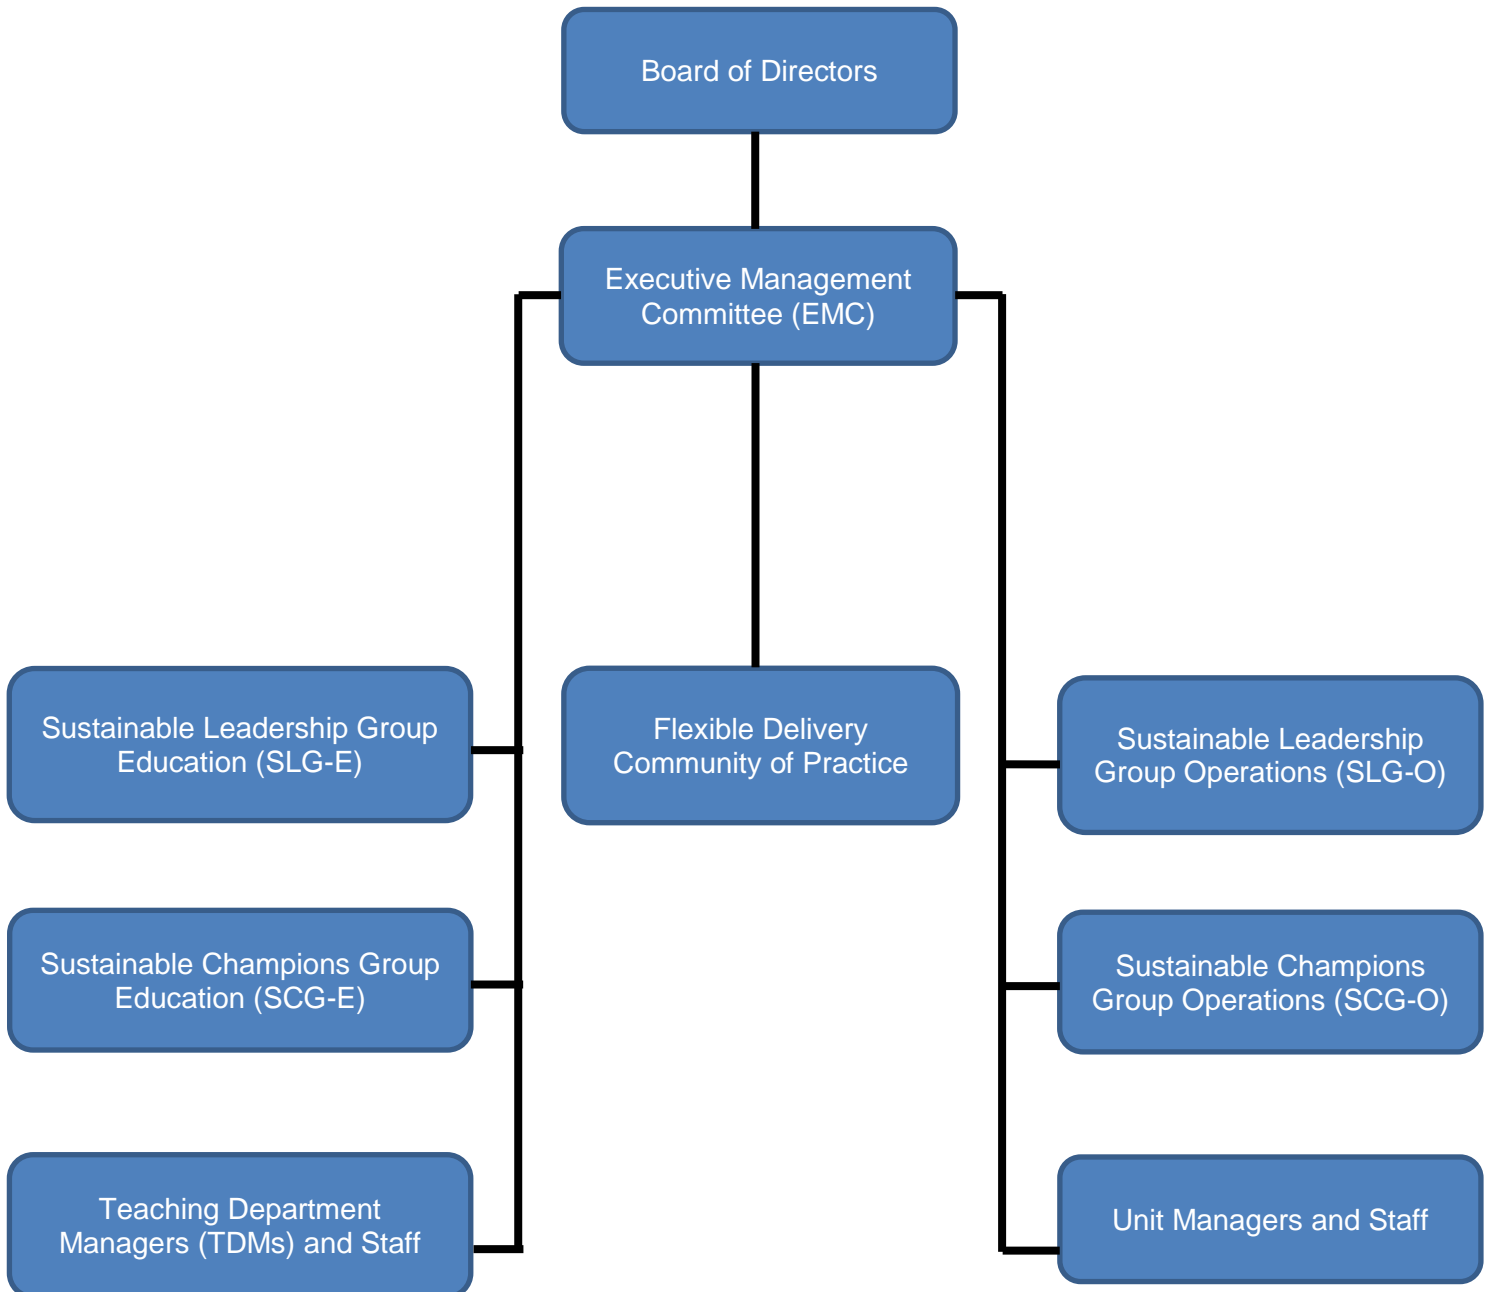 Board of Directors
Executive Management
Committee (EMC)
Sustainable Leadership Group
Education (SLG-E)
Flexible Delivery
Community of Practice
Sustainable Leadership
Group Operations (SLG-O)
Sustainable Champions Group
Education (SCG-E)
Sustainable Champions
Group Operations (SCG-O)
Teaching Department
Managers (TDMs) and Staff
Unit Managers and Staff